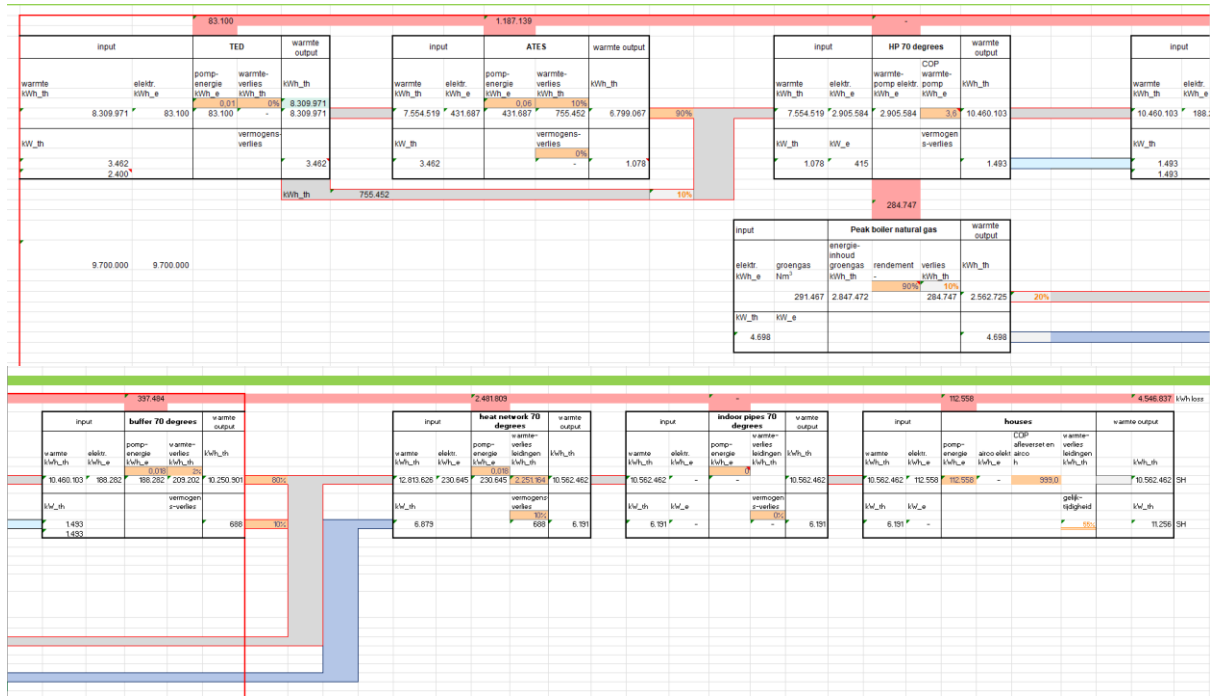 83.100 1.187.139 -
input TED warmte output
input ATES warmte output
input HP 70 degrees warmte output
input
warmte kWh_th elektr. kWh_e pomp-energie kWh_e warmte-verlies kWh_th kWh_th
warmte kWh_th elektr. kWh_e pomp-energie kWh_e warmte-verlies kWh_th kWh_th
warmte kWh_th elektr. kWh_e warmte-pomp elektr. kWh_e COP warmte-pomp kWh_e kWh_th
warmte kWh_th elektr. kWh_e
0,01 0% 8.309.971
0,06 10%
8.309.971 83.100 83.100 - 8.309.971
7.554.519 431.687 431.687 755.452 6.799.067 90%
7.554.519 2.905.584 2.905.584 3,6 10.460.103
10.460.103 188.2
kW_th vermogens-verlies
kW_th vermogens-verlies
0%
kW_th kW_e vermogen s-verlies
kW_th
3.462 3.462
2.400
3.462 - 1.078
1.078 415 1.493
1.493
1.493
kWh_th 755.452 10%
284.747
input Peak boiler natural gas warmte output
elektr. kWh_e groengas Nm3 energie-inhoud groengas kWh_th rendement - verlies kWh_th kWh_th
90% 10%
291.467 2.847.472 284.747 2.562.725 20%
kW_th kW_e
4.698 4.698
9.700.000 9.700.000
397.484 2.481.809 - 112.558 4.546.837 kWh loss
input buffer 70 degrees warmte output
input heat network 70 degrees warmte output
input indoor pipes 70 degrees warmte output
input houses warmte output
warmte kWh_th elektr. kWh_e pomp-energie kWh_e warmte-verlies kWh_th kWh_th
warmte kWh_th elektr. kWh_e pomp-energie kWh_e warmte-verlies leidingen kWh_th kWh_th
warmte kWh_th elektr. kWh_e pomp-energie kWh_e warmte-verlies leidingen kWh_th kWh_th
warmte kWh_th elektr. kWh_e pomp-energie kWh_e airco elektr kWh_e COP afleverset en airco h warmte-verlies leidingen kWh_th kWh_th
0,018 2%
0,018
0
10.460.103 188.282 188.282 209.202 10.250.901 80%
12.813.626 230.645 230.645 2.251.164 10.562.462
10.562.462 - - - 10.562.462
10.562.462 112.558 112.558 - 999,0 10.562.462 SH
kW_th vermogen s-verlies
kW_th vermogens-verlies
10%
kW_th kW_e vermogen s-verlies
0%
kW_th kW_e gelijk-tijdigheid
1.493 688 10%
1.493
6.879 688 6.191
6.191 - - 6.191
6.191 - 55% 11.256 SH